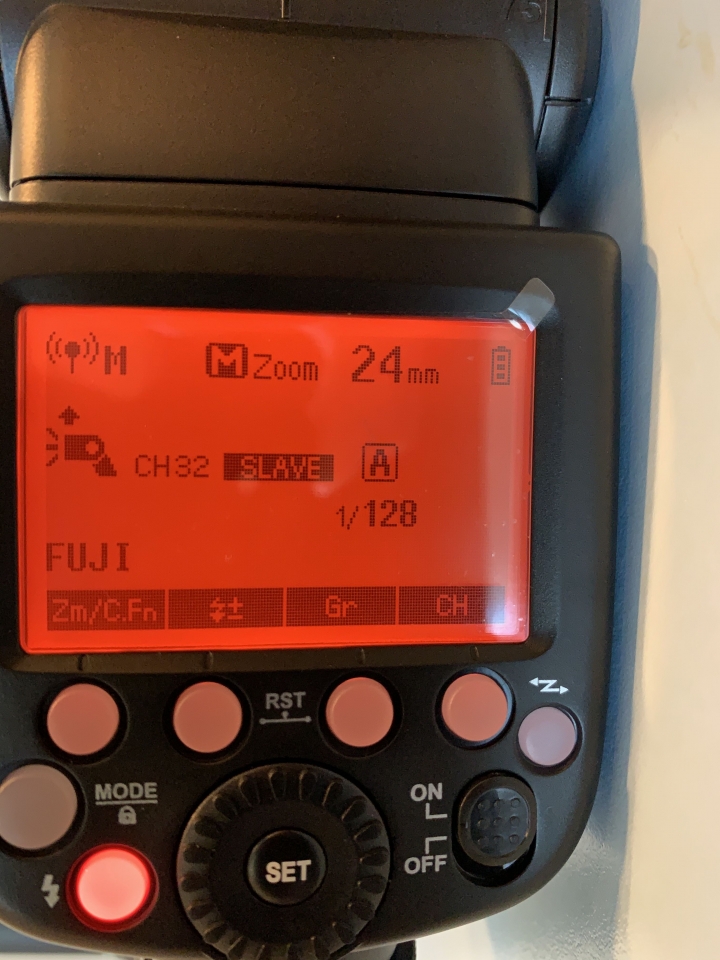 M M Zoom 24mm
CH32 SLAVE A
1/128
FUJI
Zm/C.Fn ± Gr CH
RST
MODE
ON
SET
OFF